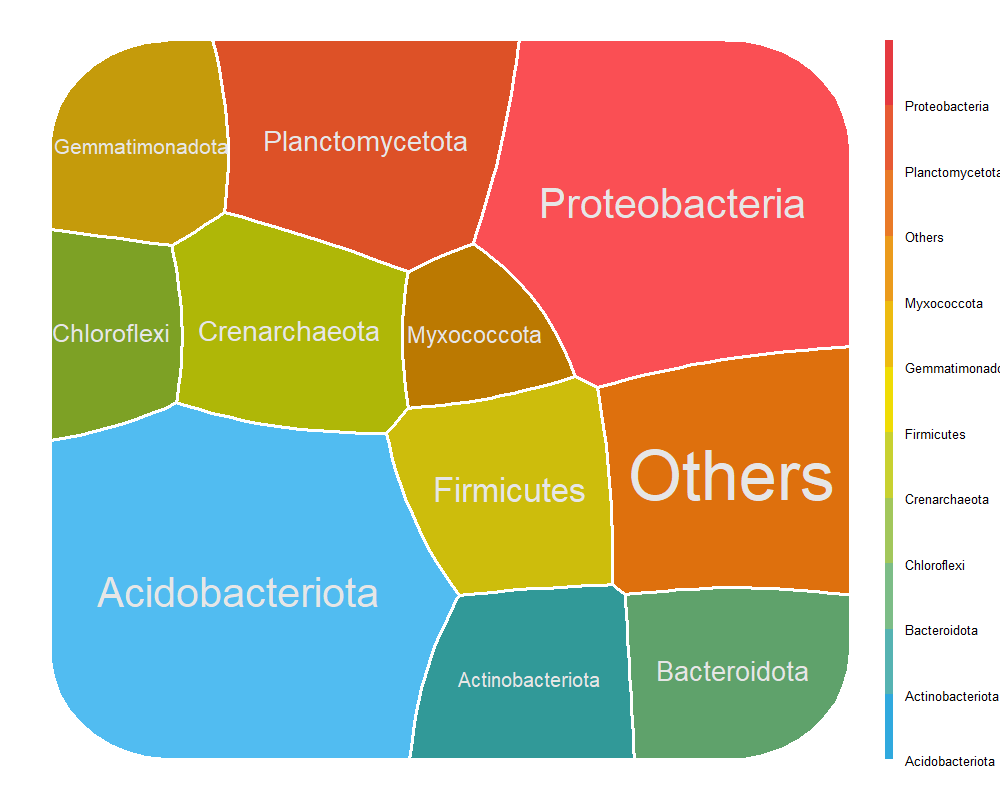 Gemmatimonadota
Planctomycetota
Proteobacteria
Chloroflexi
Crenarchaeota
Myxococcota
Firmicutes
Others
Acidobacteriota
Actinobacteriota
Bacteroidota
Proteobacteria
Planctomycetota
Others
Myxococcota
Gemmatimonado
Firmicutes
Crenarchaeota
Chloroflexi
Bacteroidota
Actinobacteriota
Acidobacteriota